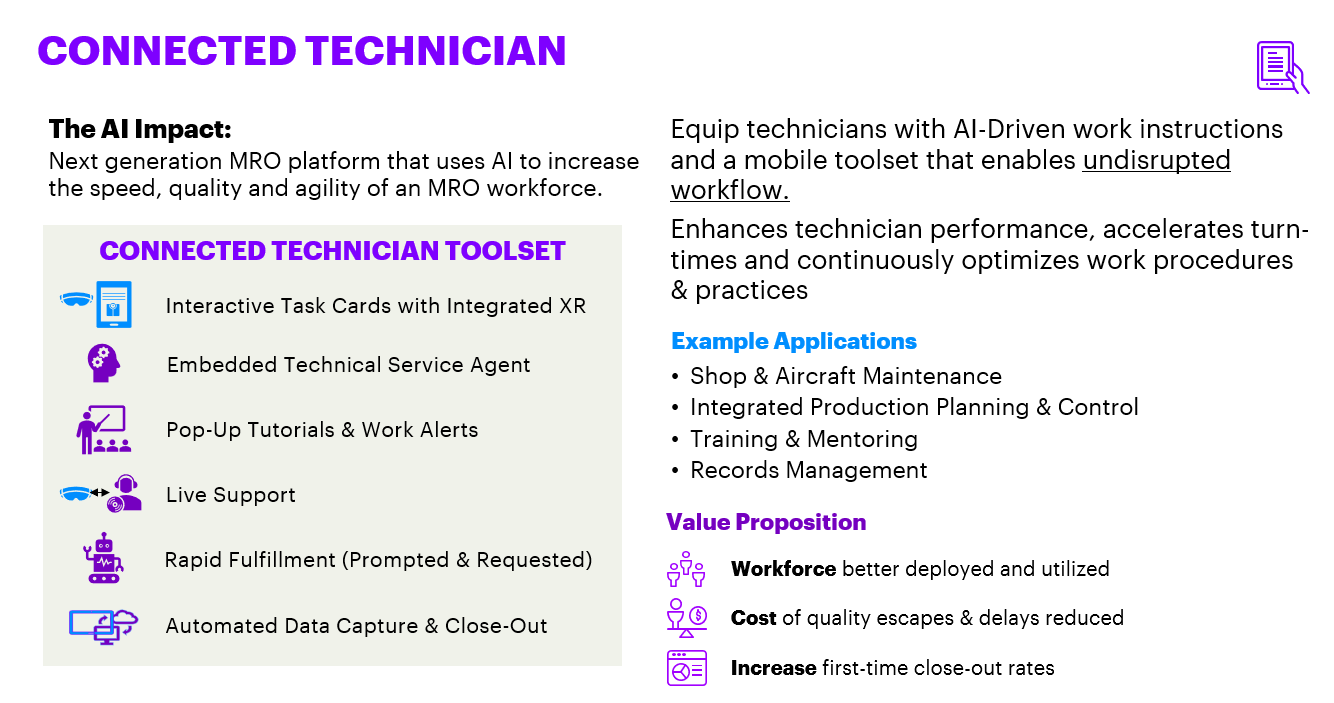 CONNECTED TECHNICIAN
The AI Impact:
Next generation MRO platform that uses AI to increase
the speed, quality and agility of an MRO workforce.
CONNECTED TECHNICIAN TOOLSET
Interactive Task Cards with Integrated XR
Embedded Technical Service Agent
Pop-Up Tutorials & Work Alerts
Live Support
Rapid Fulfillment (Prompted & Requested)
Automated Data Capture & Close-Out
Equip technicians with AI-Driven work instructions
and a mobile toolset that enables undisrupted
workflow.
Enhances technician performance, accelerates turn-
times and continuously optimizes work procedures
& practices
Example Applications
• Shop & Aircraft Maintenance
• Integrated Production Planning & Control
• Training & Mentoring
• Records Management
Value Proposition
Workforce better deployed and utilized
Cost of quality escapes & delays reduced
Increase first-time close-out rates